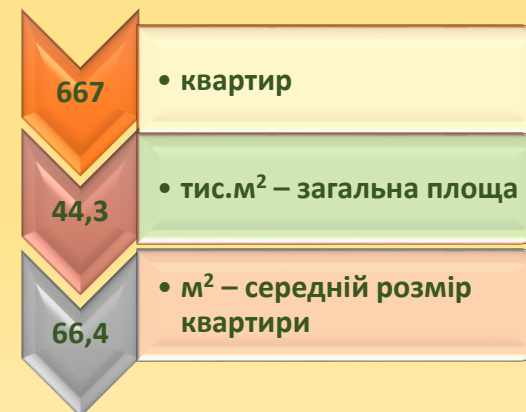 667
• квартир
44,3
• тис.м² – загальна площа
66,4
• м² – середній розмір
квартири